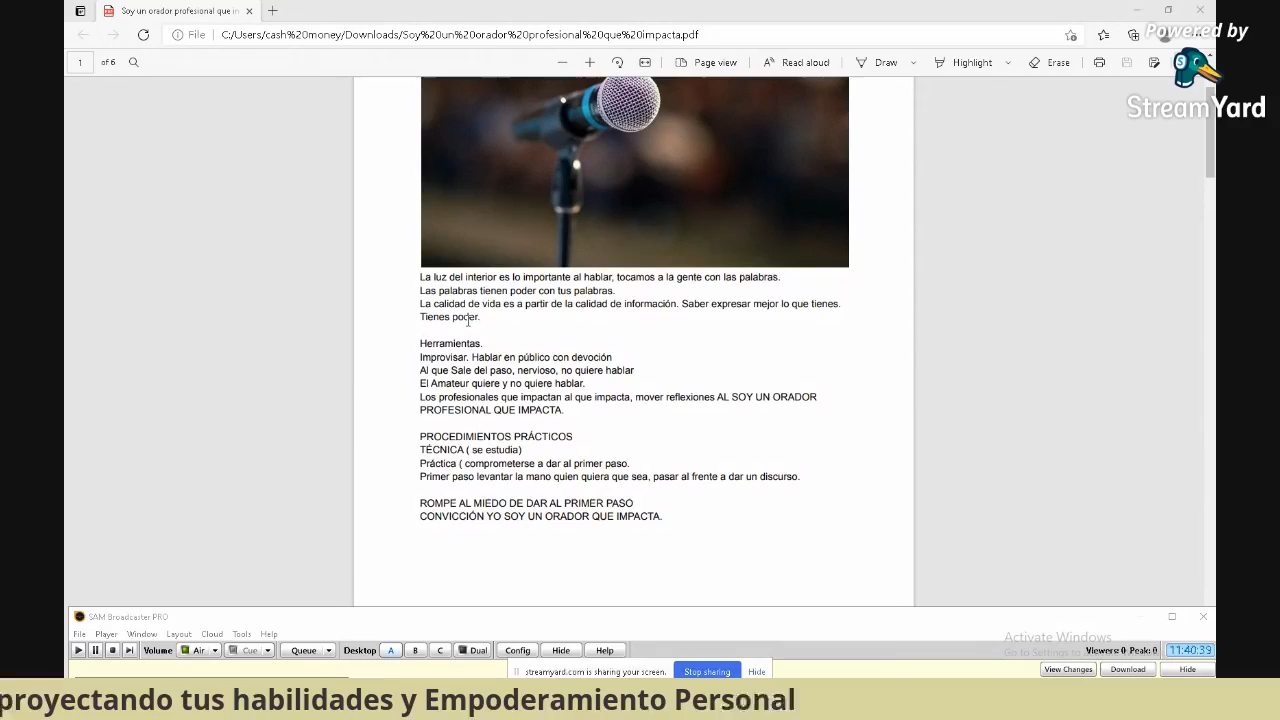 Soy un orador profesional que in
Powered by
StreamYard
File
C:/Users/cash%20money/Downloads/Soy%20un%20orador%20profesional%20que%20impacta.pdf
1 of 6
Page view
Read aloud
Draw
Highlight
Erase
La luz del interior es lo importante al hablar, tocamos a la gente con las palabras.
Las palabras tienen poder con tus palabras.
La calidad de vida es a partir de la calidad de información. Saber expresar mejor lo que tienes.
Tienes poder.
Herramientas.
Improvisar. Hablar en público con devoción
Al que Sale del paso, nervioso, no quiere hablar
El Amateur quiere y no quiere hablar.
Los profesionales que impactan al que impacta, mover reflexiones AL SOY UN ORADOR
PROFESIONAL QUE IMPACTA.
PROCEDIMIENTOS PRÁCTICOS
TÉCNICA ( se estudia)
Práctica ( comprometerse a dar al primer paso.
Primer paso levantar la mano quien quiera que sea, pasar al frente a dar un discurso.
ROMPE AL MIEDO DE DAR AL PRIMER PASO
CONVICCIÓN YO SOY UN ORADOR QUE IMPACTA.
SAM Broadcaster PRO
File Player Window Layout Cloud Tools Help
Activate Windows
Go to Settings to
Volume Air Cue Queue Desktop A B C Dual Config Hide Help
Viewers: 0 Peak: 0 11:40:39
streamyard.com is sharing your screen. Stop sharing Hide
View Changes Download Hide
proyectando tus habilidades y Empoderamiento Personal